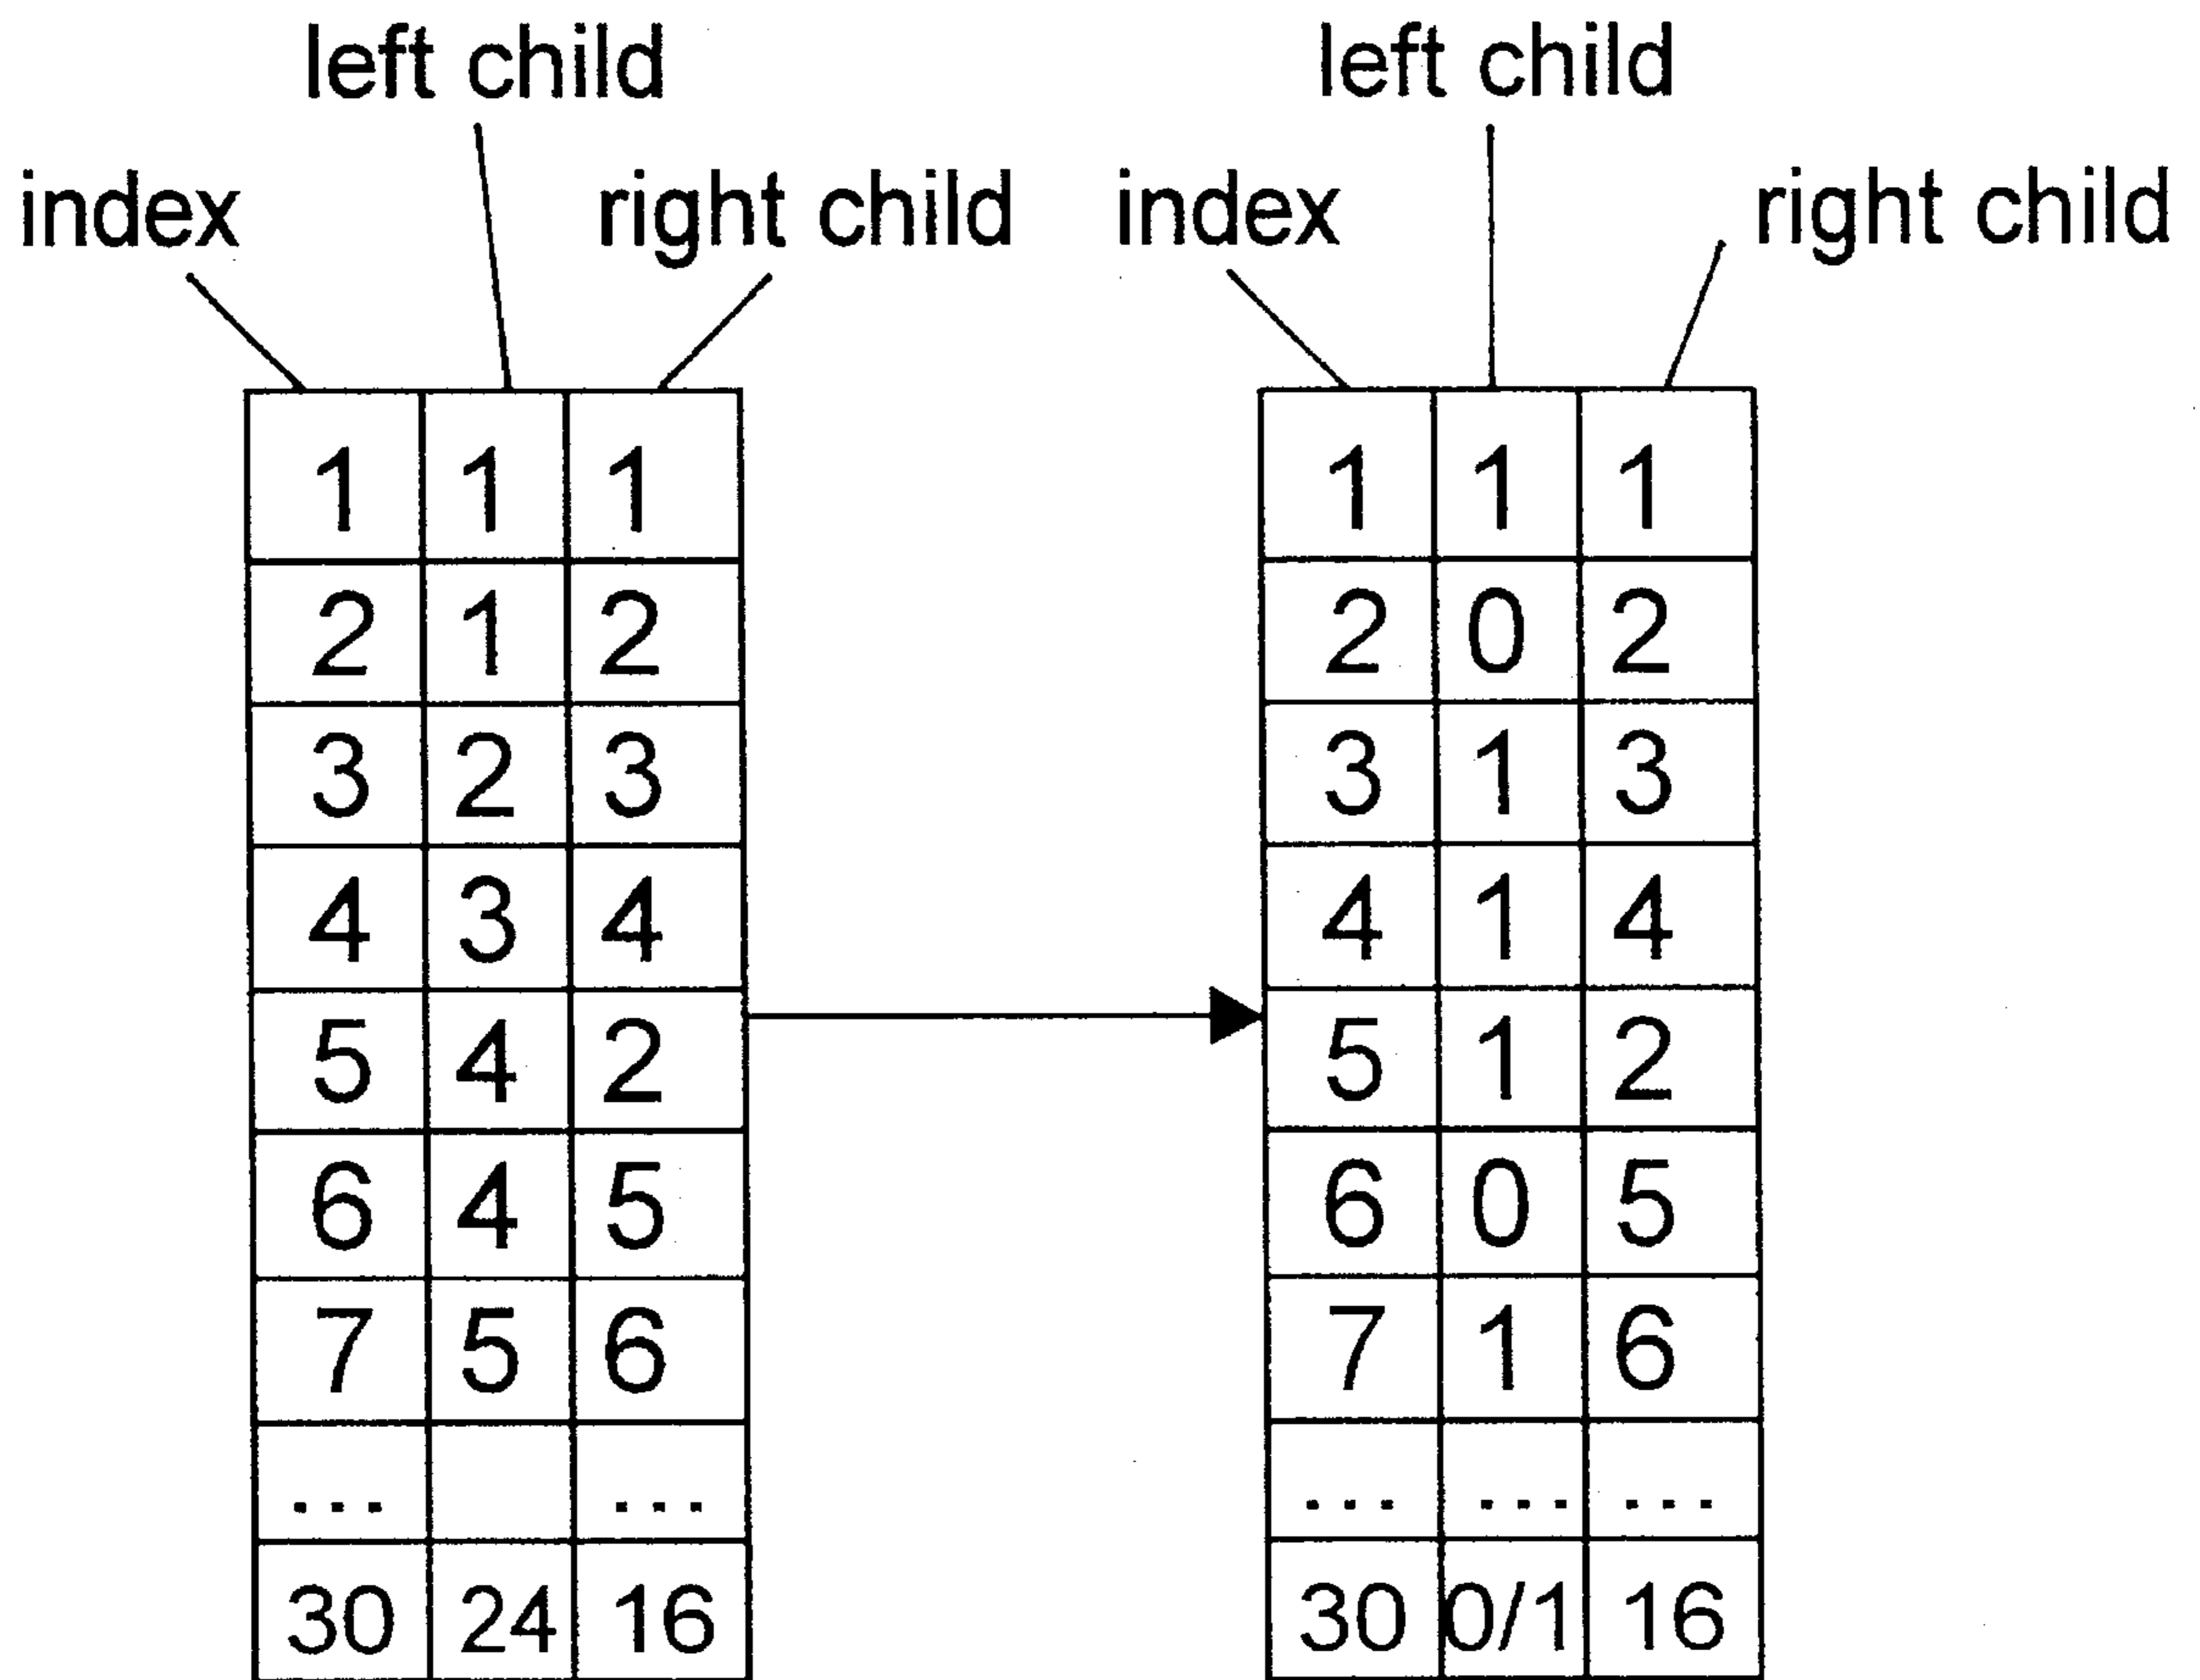 left child left child
index right child index right child
1 1 1 1 1 1
2 1 2 2 0 2
3 2 3 3 1 3
4 3 4 4 1 4
5 4 2 5 1 2
6 4 5 6 0 5
7 5 6 7 1 6
... ... ... ... ...
30 24 16 30 0/1 16